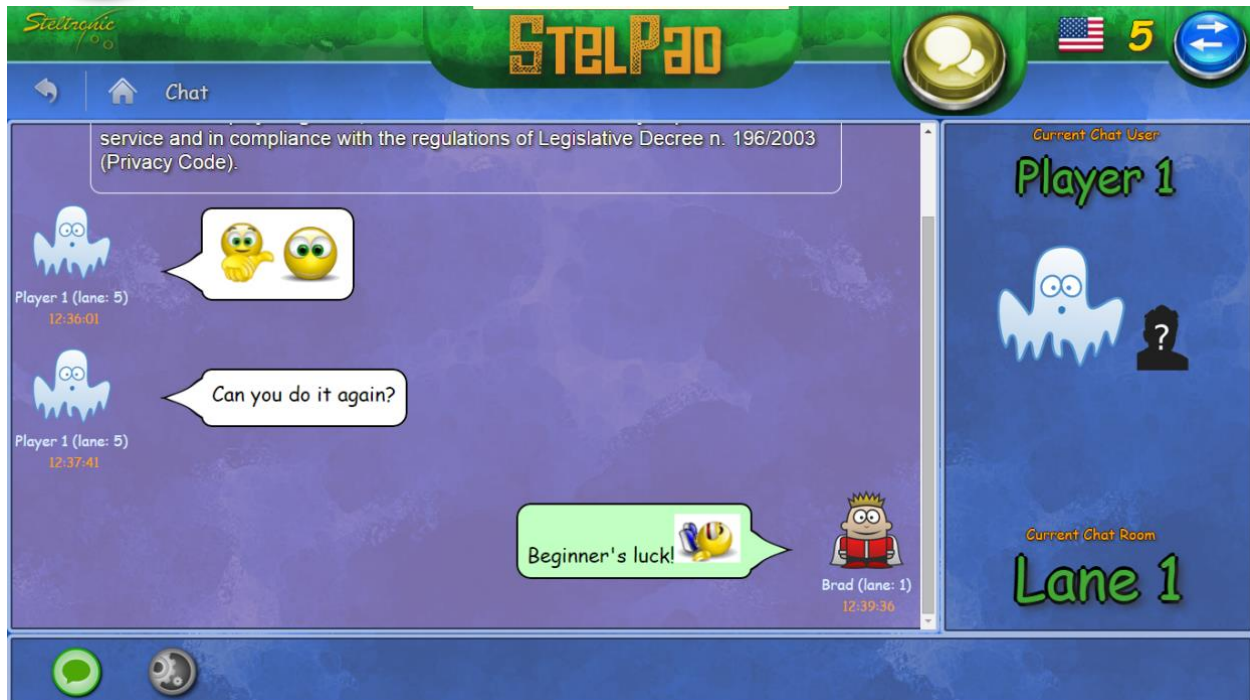 Steltronic
StelPad
5
Chat
service and in compliance with the regulations of Legislative Decree n. 196/2003
(Privacy Code).
Player 1 (lane: 5)
12:36:01
Can you do it again?
Player 1 (lane: 5)
12:37:41
Beginner's luck!
Brad (lane: 1)
12:39:36
Current Chat User
Player 1
?
Current Chat Room
Lane 1